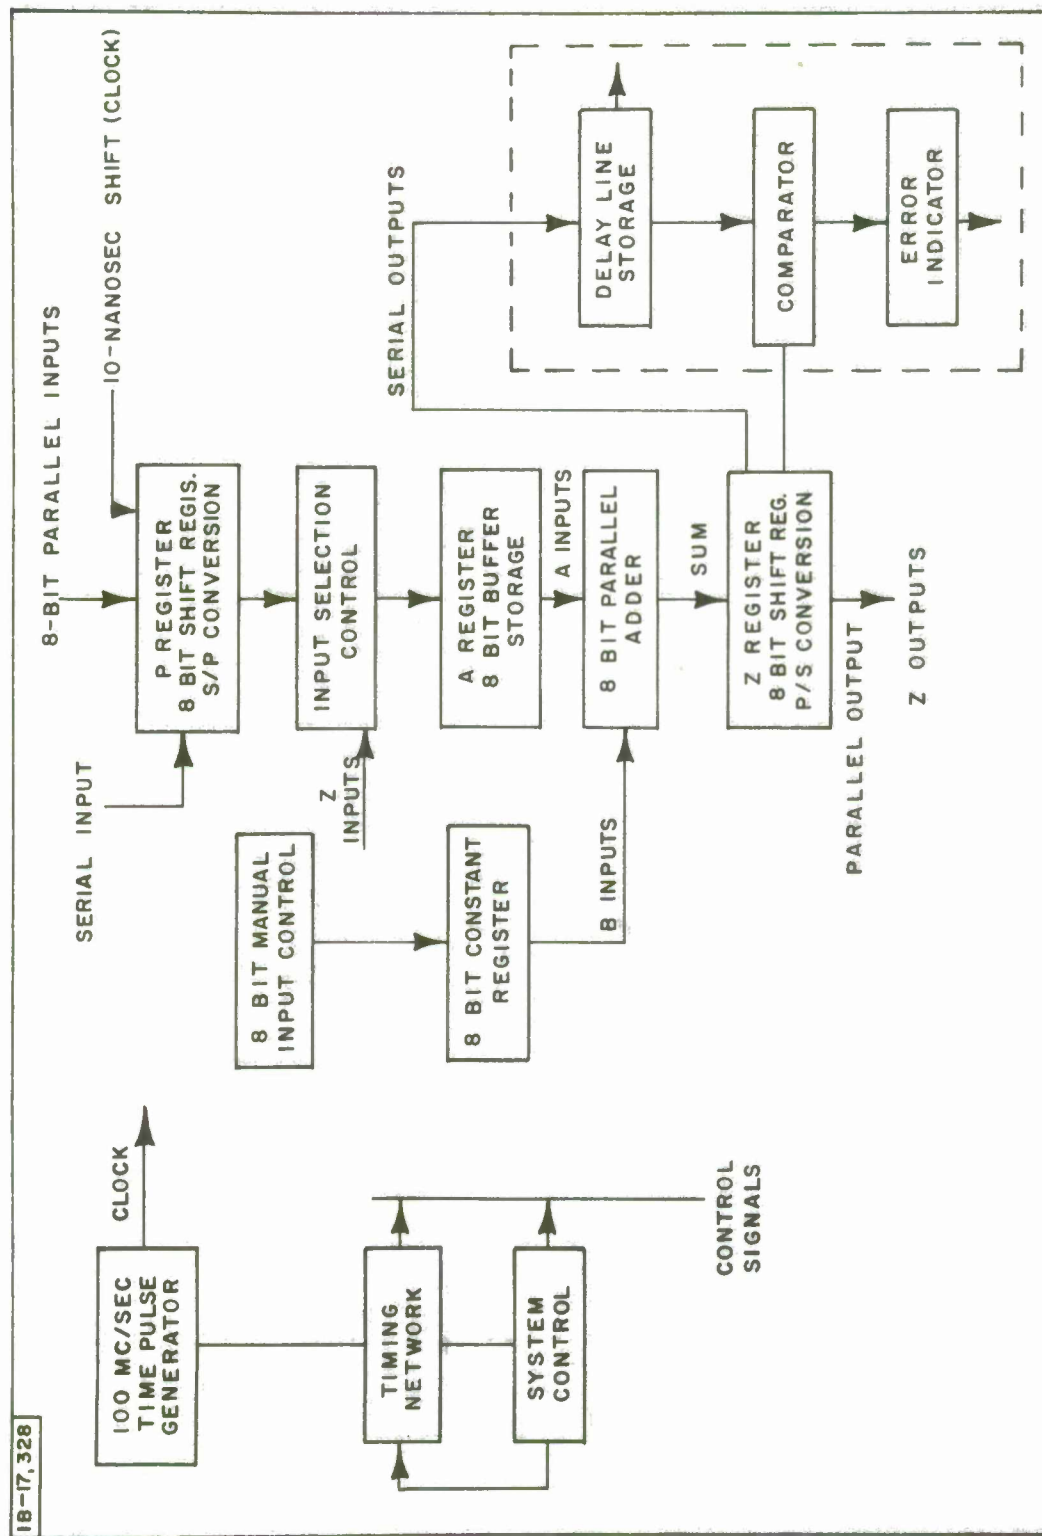 IB-17,328
100 MC/SEC
TIME PULSE
GENERATOR
CLOCK
TIMING
NETWORK
SYSTEM
CONTROL
CONTROL
SIGNALS
8-BIT PARALLEL INPUTS
10-NANOSEC SHIFT (CLOCK)
SERIAL INPUT
P REGISTER
8 BIT SHIFT REGIS.
S/P CONVERSION
8 BIT MANUAL
INPUT CONTROL
Z
INPUTS
INPUT SELECTION
CONTROL
8 BIT CONSTANT
REGISTER
A REGISTER
8 BIT BUFFER
STORAGE
A INPUTS
B INPUTS
8 BIT PARALLEL
ADDER
SUM
Z REGISTER
8 BIT SHIFT REG.
P/S CONVERSION
PARALLEL OUTPUT
Z OUTPUTS
SERIAL OUTPUTS
DELAY LINE
STORAGE
COMPARATOR
ERROR
INDICATOR